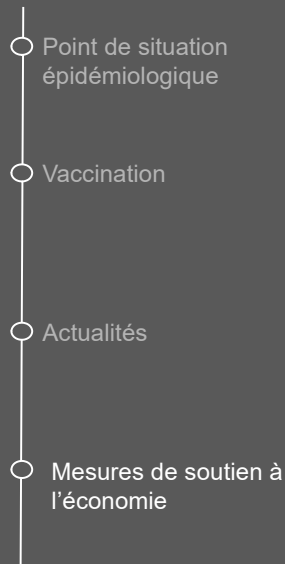 Point de situation
épidémiologique
Vaccination
Actualités
Mesures de soutien à
l’économie